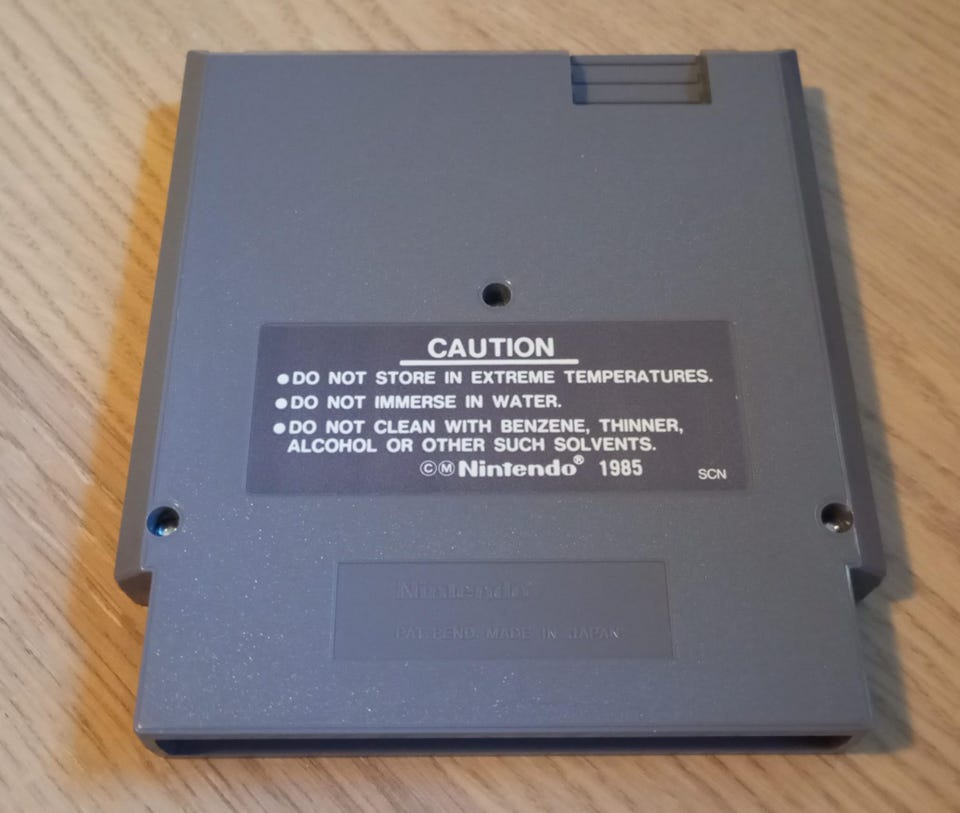 CAUTION
●DO NOT STORE IN EXTREME TEMPERATURES.
●DO NOT IMMERSE IN WATER.
●DO NOT CLEAN WITH BENZENE, THINNER,
ALCOHOL OR OTHER SUCH SOLVENTS.
©Ⓜ Nintendo® 1985
SCN
Nintendo
PAT. PEND. MADE IN JAPAN